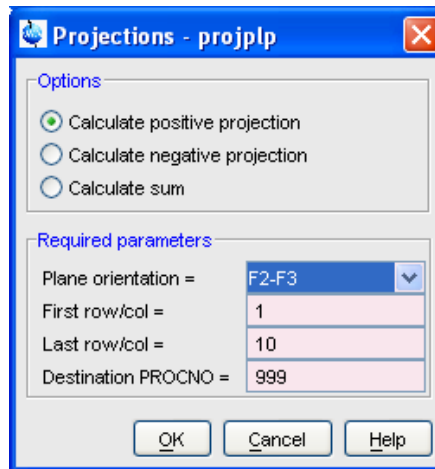 Projections - projplp
Options
Calculate positive projection
Calculate negative projection
Calculate sum
Required parameters
Plane orientation = F2-F3
First row/col = 1
Last row/col = 10
Destination PROCNO = 999
OK Cancel Help